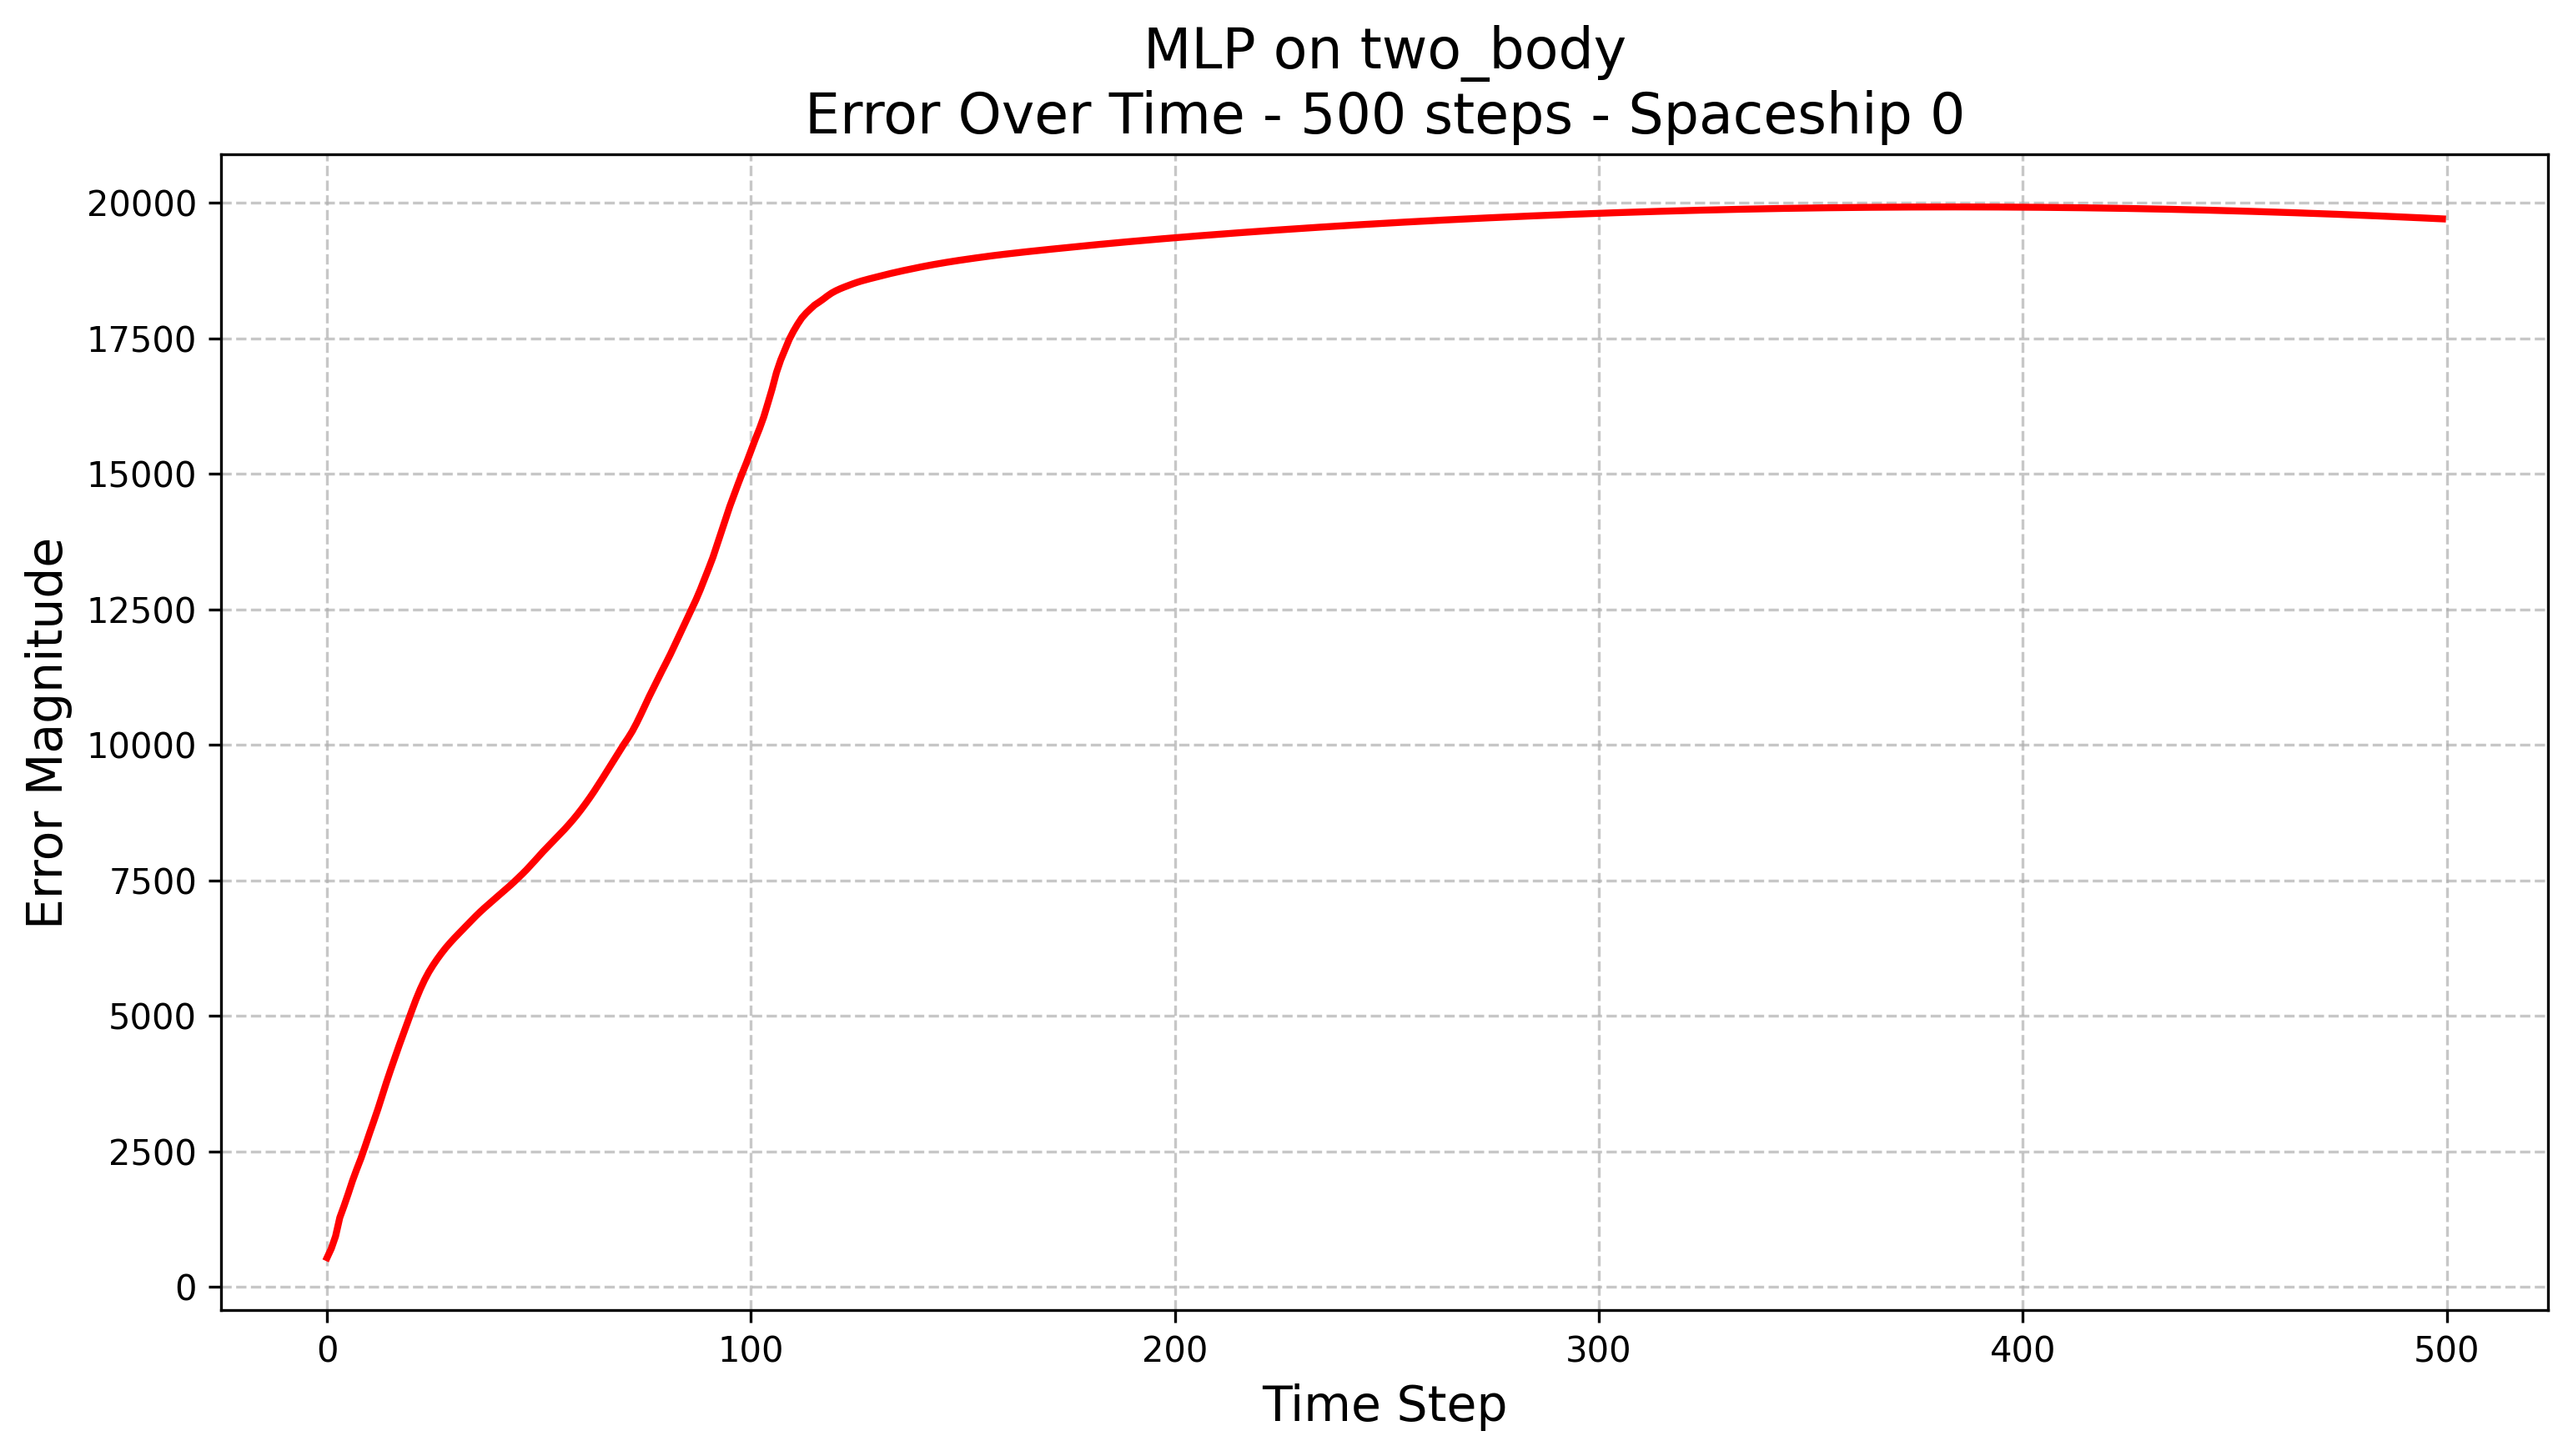 MLP on two_body
Error Over Time - 500 steps - Spaceship 0
20000
17500
15000
12500
10000
7500
5000
2500
0
Error Magnitude
0 100 200 300 400 500
Time Step